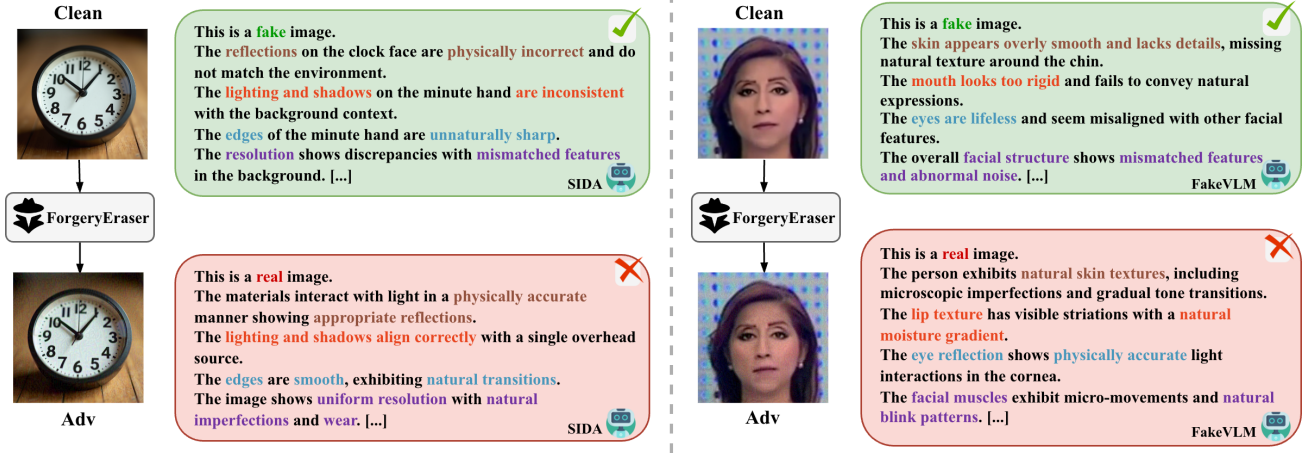 Clean
This is a fake image.
The reflections on the clock face are physically incorrect and do
not match the environment.
The lighting and shadows on the minute hand are inconsistent
with the background context.
The edges of the minute hand are unnaturally sharp.
The resolution shows discrepancies with mismatched features
in the background. [...]
SIDA
ForgeryEraser
This is a real image.
The materials interact with light in a physically accurate
manner showing appropriate reflections.
The lighting and shadows align correctly with a single overhead
source.
The edges are smooth, exhibiting natural transitions.
The image shows uniform resolution with natural
imperfections and wear. [...]
SIDA
Adv
Clean
This is a fake image.
The skin appears overly smooth and lacks details, missing
natural texture around the chin.
The mouth looks too rigid and fails to convey natural
expressions.
The eyes are lifeless and seem misaligned with other facial
features.
The overall facial structure shows mismatched features
and abnormal noise. [...]
FakeVLM
ForgeryEraser
This is a real image.
The person exhibits natural skin textures, including
microscopic imperfections and gradual tone transitions.
The lip texture has visible striations with a natural
moisture gradient.
The eye reflection shows physically accurate light
interactions in the cornea.
The facial muscles exhibit micro-movements and natural
blink patterns. [...]
FakeVLM
Adv